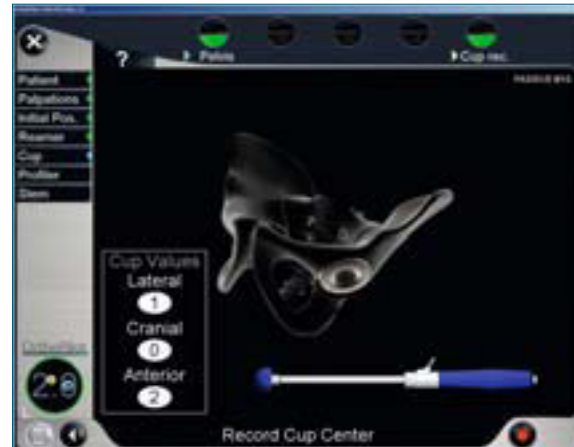 ?
Pelvis
Cup rec.
Patient
Palpations
Initial Pos.
Reamer
Cup
Profiler
Stem
Cup Values
Lateral
1
Cranial
0
Anterior
2
OrthoPilot
Record Cup Center